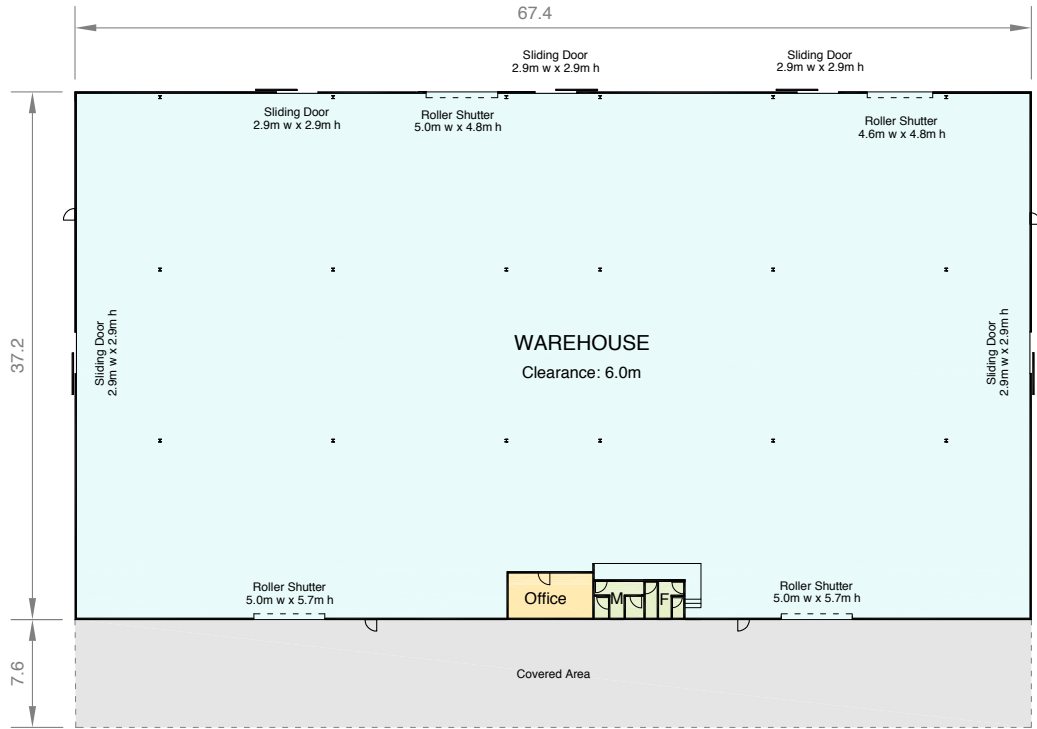 67.4
Sliding Door
2.9m w x 2.9m h
Sliding Door
2.9m w x 2.9m h
Sliding Door
2.9m w x 2.9m h
Roller Shutter
5.0m w x 4.8m h
Roller Shutter
4.6m w x 4.8m h
37.2
Sliding Door
2.9m w x 2.9m h
WAREHOUSE
Clearance: 6.0m
Sliding Door
2.9m w x 2.9m h
Roller Shutter
5.0m w x 5.7m h
Office
M
F
Roller Shutter
5.0m w x 5.7m h
7.6
Covered Area